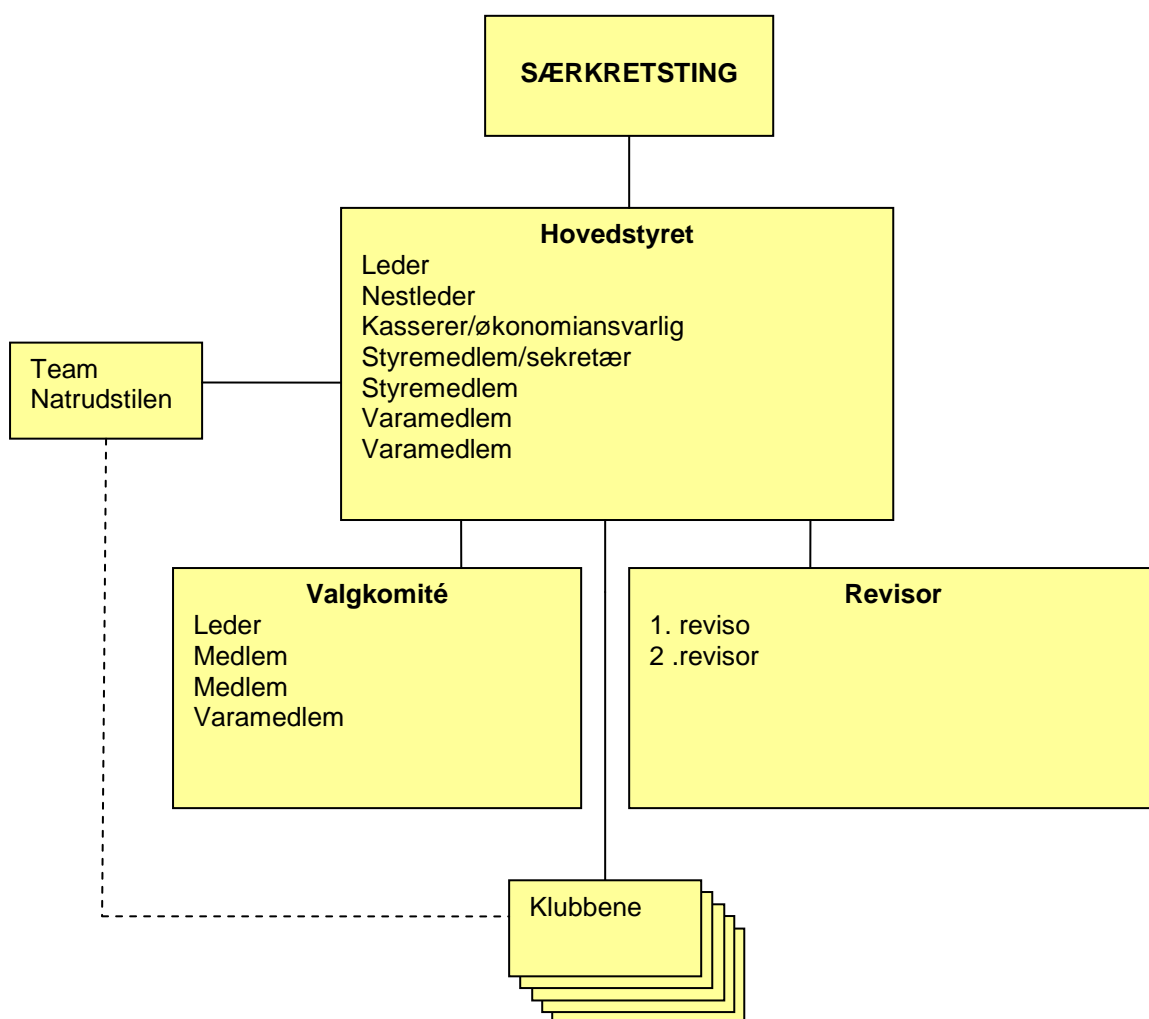 SÆRKRETSTING
Hovedstyret
Leder
Nestleder
Kasserer/økonomiansvarlig
Styremedlem/sekretær
Styremedlem
Varamedlem
Varamedlem
Team
Natrudstilen
Valgkomité
Leder
Medlem
Medlem
Varamedlem
Revisor
1. reviso
2 .revisor
Klubbene